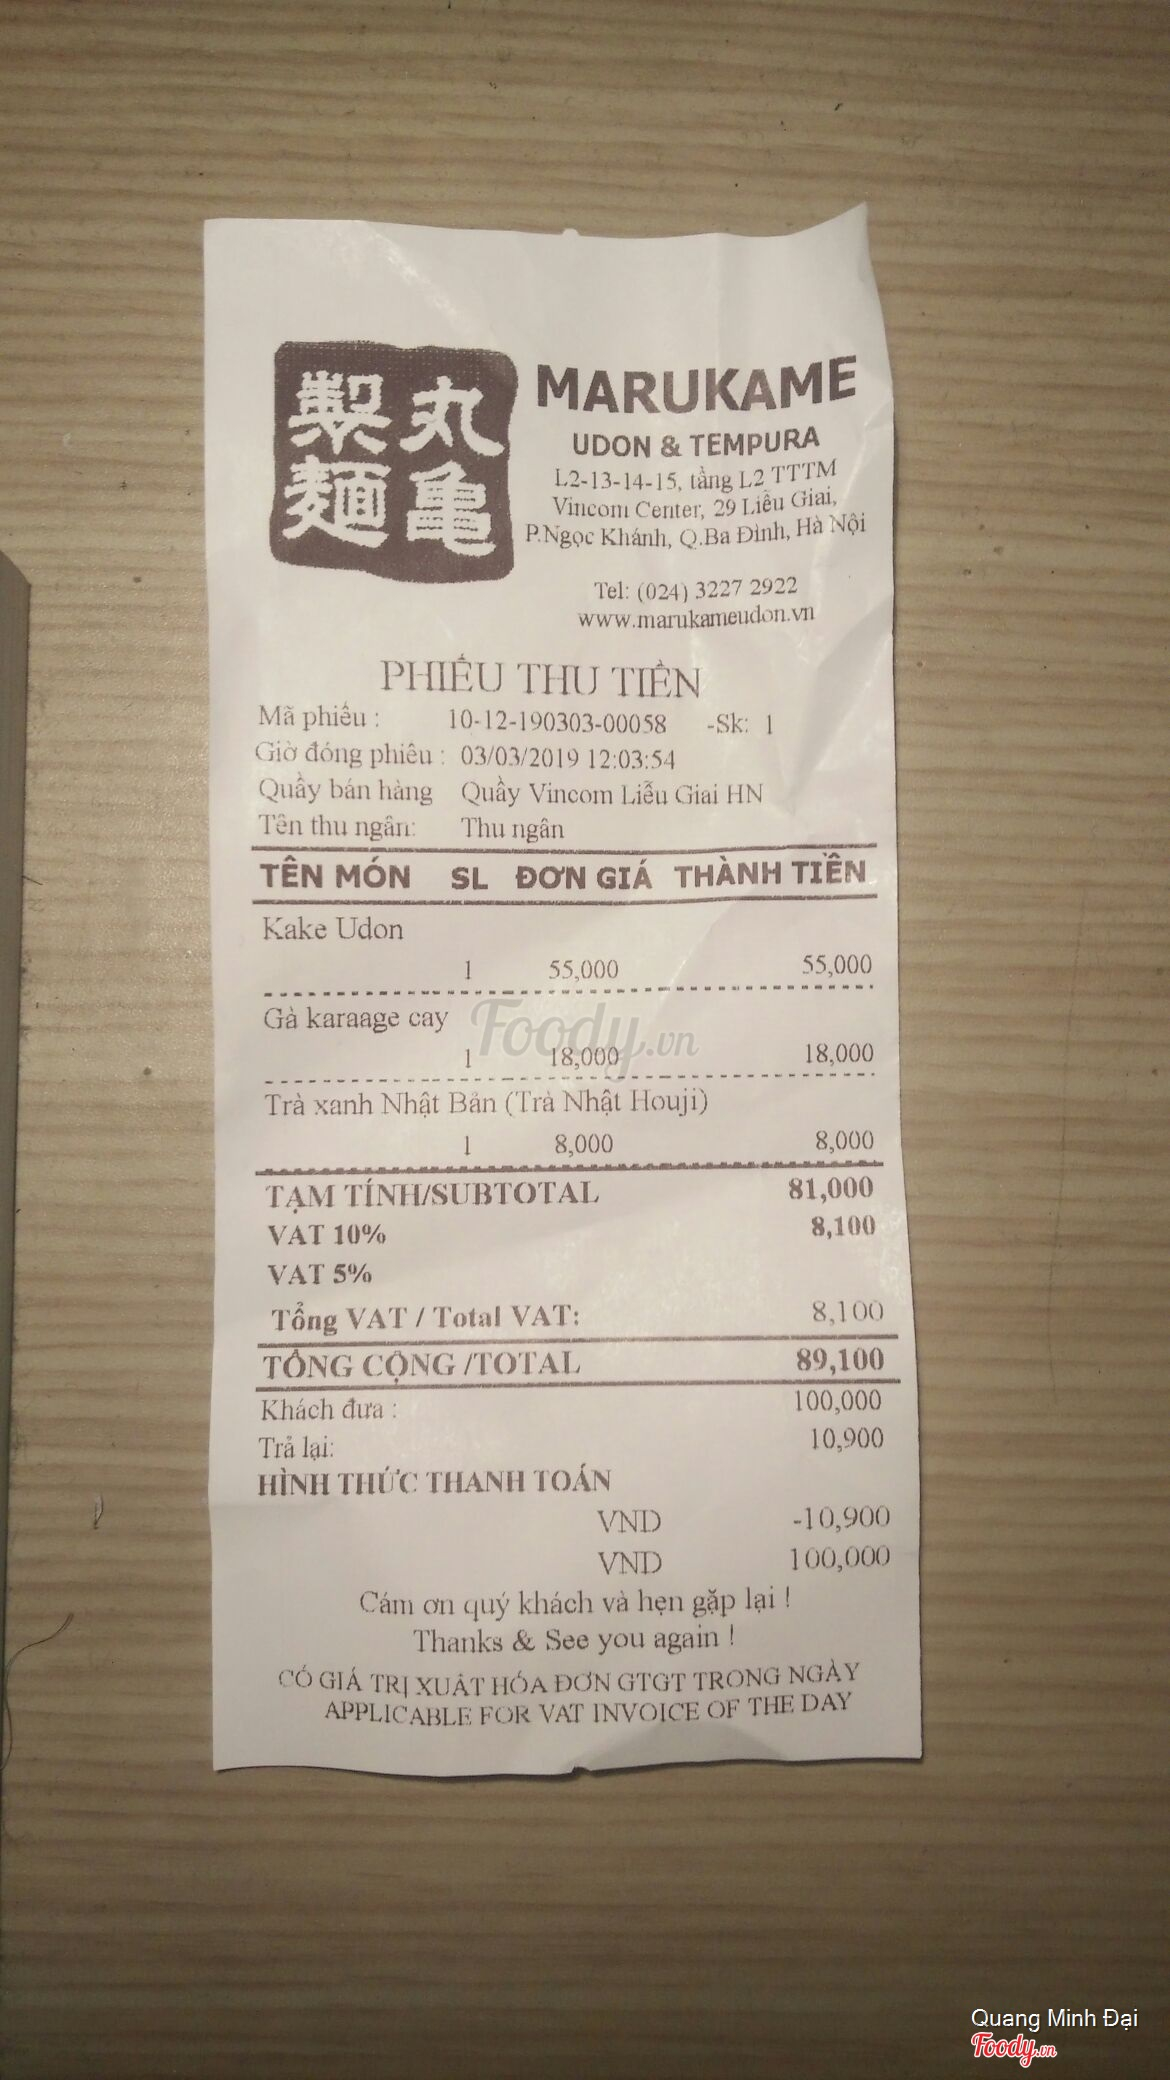 製丸
麺亀
MARUKAME
UDON & TEMPURA
L2-13-14-15, tầng L2 TTTM
Vincom Center, 29 Liễu Giai,
P.Ngọc Khánh, Q.Ba Đình, Hà Nội
Tel: (024) 3227 2922
www.marukameudon.vn
PHIẾU THU TIỀN
Mã phiếu : 10-12-190303-00058 -Sk: 1
Giờ đóng phiếu : 03/03/2019 12:03:54
Quầy bán hàng Quầy Vincom Liễu Giai HN
Tên thu ngân: Thu ngân
TÊN MÓN SL ĐƠN GIÁ THÀNH TIỀN
Kake Udon
1 55,000 55,000
Gà karaage cay
1 18,000 18,000
Foody.vn
Trà xanh Nhật Bản (Trà Nhật Houji)
1 8,000 8,000
TẠM TÍNH/SUBTOTAL 81,000
VAT 10% 8,100
VAT 5%
Tổng VAT / Total VAT: 8,100
TỔNG CỘNG /TOTAL 89,100
Khách đưa : 100,000
Trả lại: 10,900
HÌNH THỨC THANH TOÁN
VND -10,900
VND 100,000
Cám ơn quý khách và hẹn gặp lại !
Thanks & See you again !
CÓ GIÁ TRỊ XUẤT HÓA ĐƠN GTGT TRONG NGÀY
APPLICABLE FOR VAT INVOICE OF THE DAY
Quang Minh Đại
Foody.vn